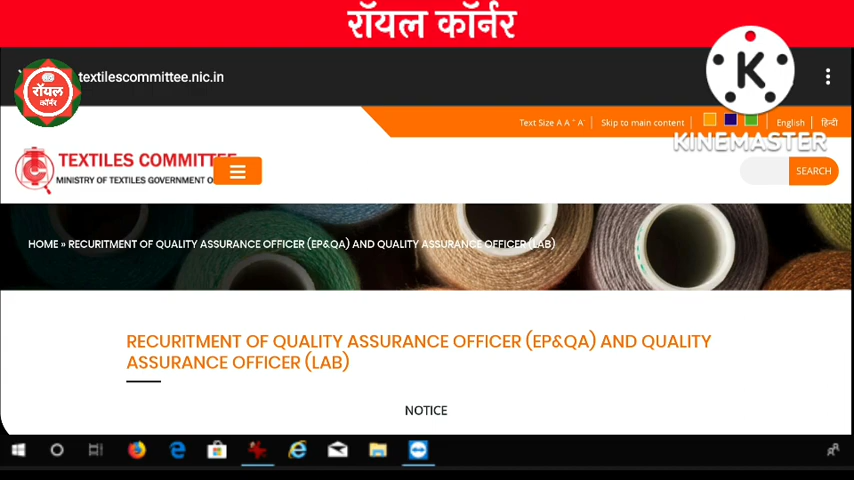 रॉयल कॉर्नर
रॉयल
कॉर्नर
textilescommittee.nic.in
K
KINEMASTER
Text Size A A + A- Skip to main content English हिन्दी
TEXTILES COMMITTEE
MINISTRY OF TEXTILES GOVERNMENT O
SEARCH
HOME » RECURITMENT OF QUALITY ASSURANCE OFFICER (EP&QA) AND QUALITY ASSURANCE OFFICER (LAB)
RECURITMENT OF QUALITY ASSURANCE OFFICER (EP&QA) AND QUALITY
ASSURANCE OFFICER (LAB)
NOTICE